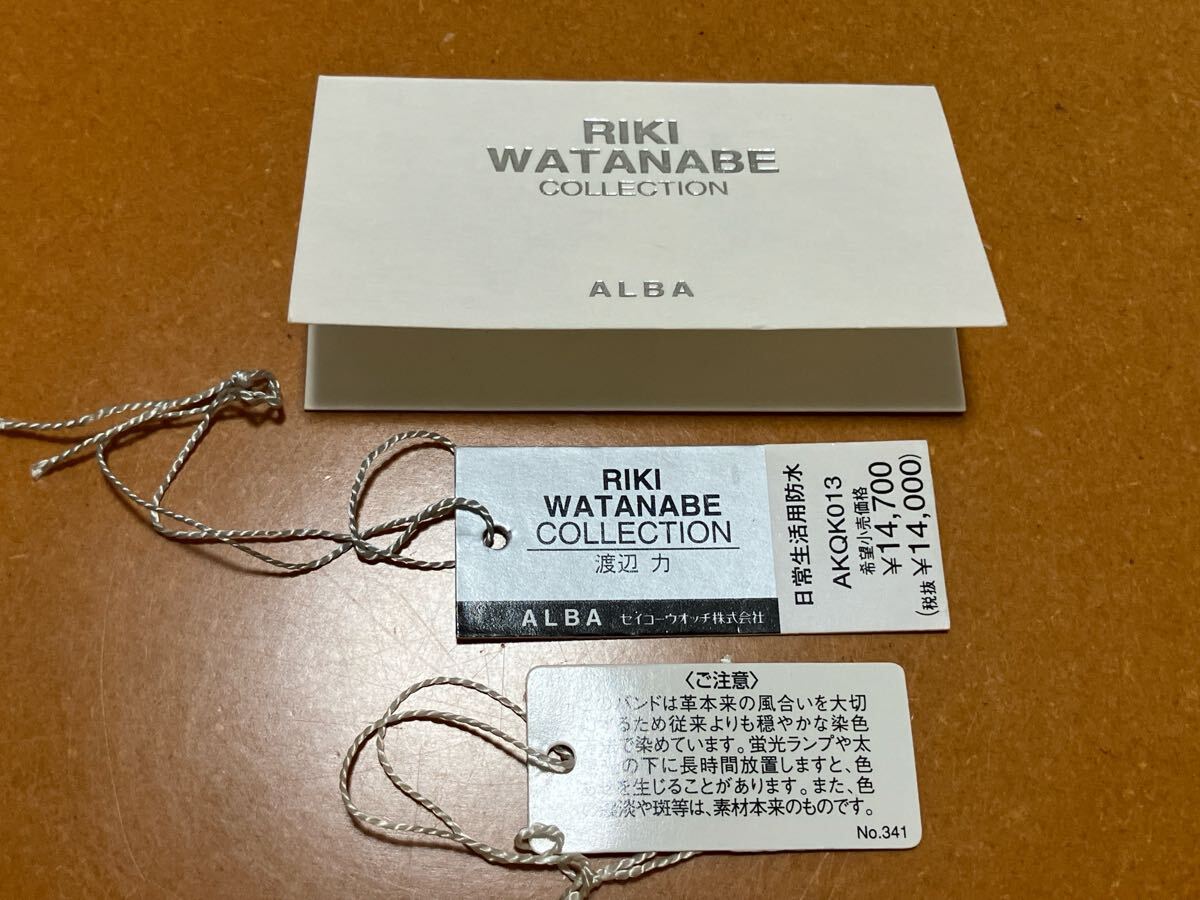 RIKI
WATANABE
COLLECTION
ALBA
RIKI
WATANABE
COLLECTION
渡辺 力
ALBA セイコーウオッチ株式会社
日常生活用防水
AKQK013
希望小売価格
¥14,700
(税抜 ¥14,000)
〈ご注意〉
このバンドは革本来の風合いを大切
るため従来よりも穏やかな染色
で染めています。蛍光ランプや太
の下に長時間放置しますと、色
を生じることがあります。また、色
淡や斑等は、素材本来のものです。
No.341